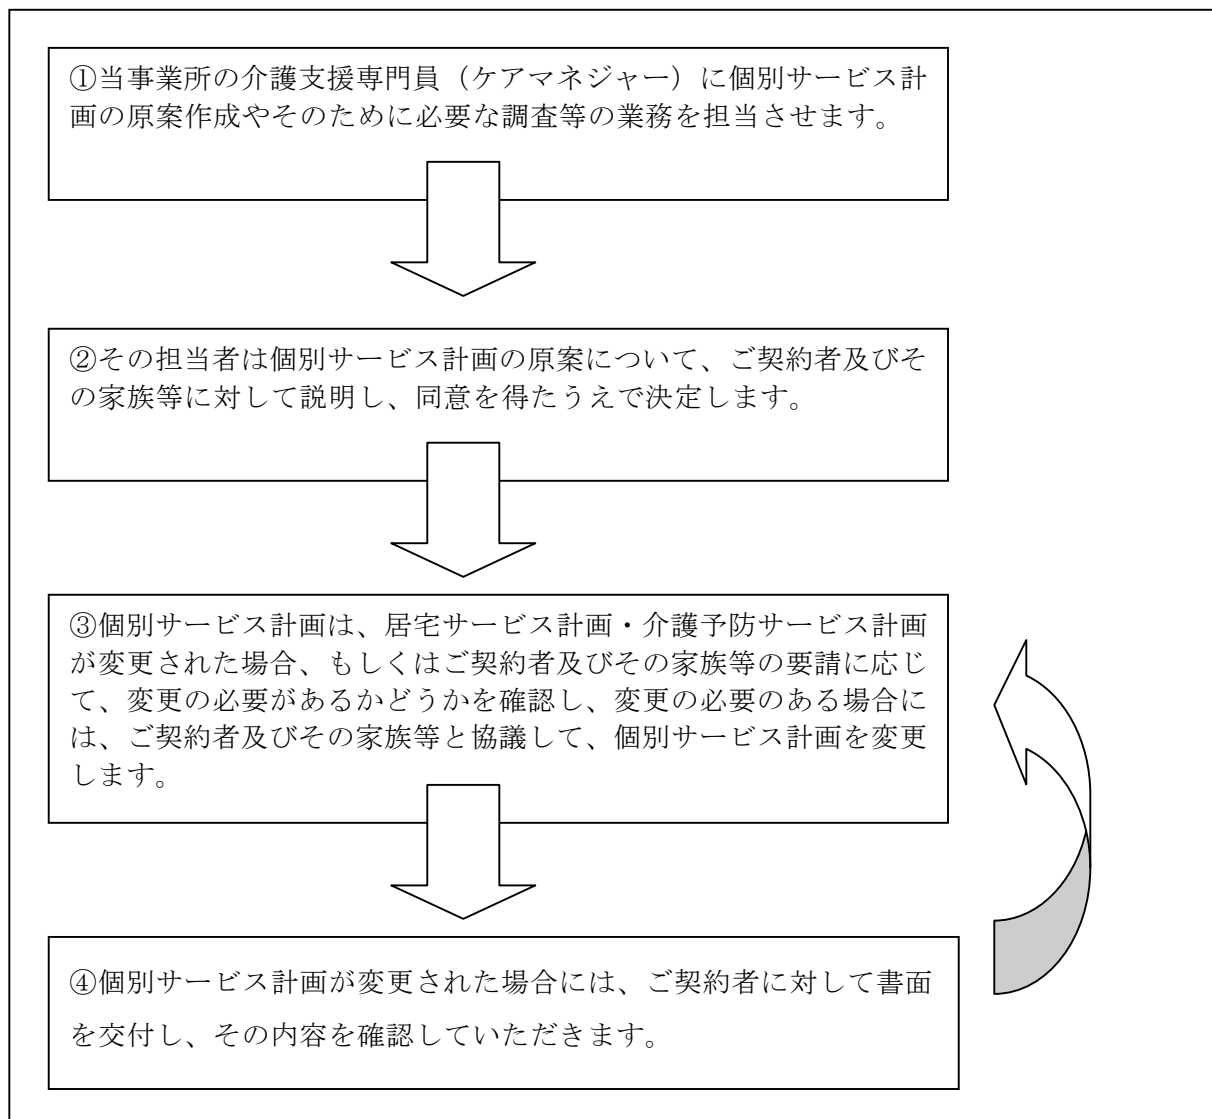 ①当事業所の介護支援専門員（ケアマネジャー）に個別サービス計
画の原案作成やそのために必要な調査等の業務を担当させます。
②その担当者は個別サービス計画の原案について、ご契約者及びそ
の家族等に対して説明し、同意を得たうえで決定します。
③個別サービス計画は、居宅サービス計画・介護予防サービス計画
が変更された場合、もしくはご契約者及びその家族等の要請に応じ
て、変更の必要があるかどうかを確認し、変更の必要のある場合に
は、ご契約者及びその家族等と協議して、個別サービス計画を変更
します。
④個別サービス計画が変更された場合には、ご契約者に対して書面
を交付し、その内容を確認していただきます。